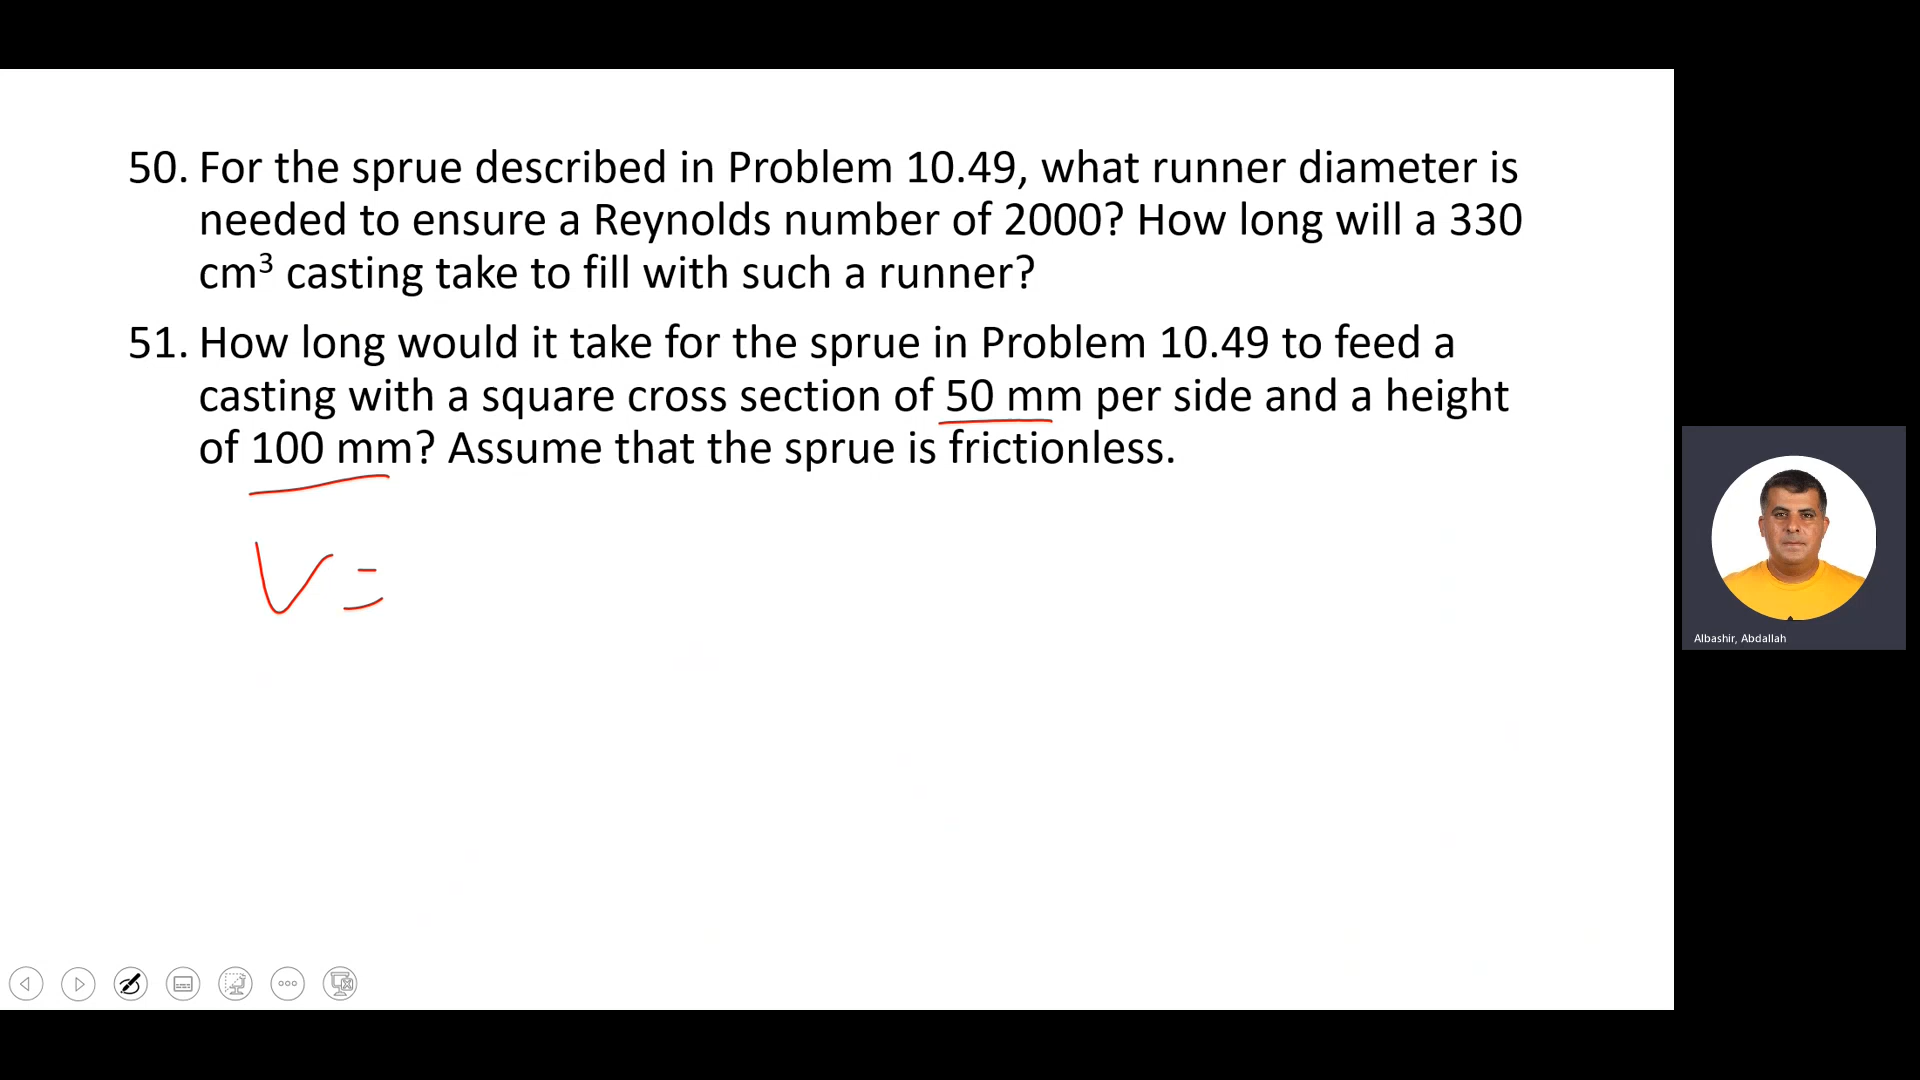 50. For the sprue described in Problem 10.49, what runner diameter is
needed to ensure a Reynolds number of 2000? How long will a 330
cm³ casting take to fill with such a runner?
51. How long would it take for the sprue in Problem 10.49 to feed a
casting with a square cross section of 50 mm per side and a height
of 100 mm? Assume that the sprue is frictionless.
V =
Albashir, Abdallah